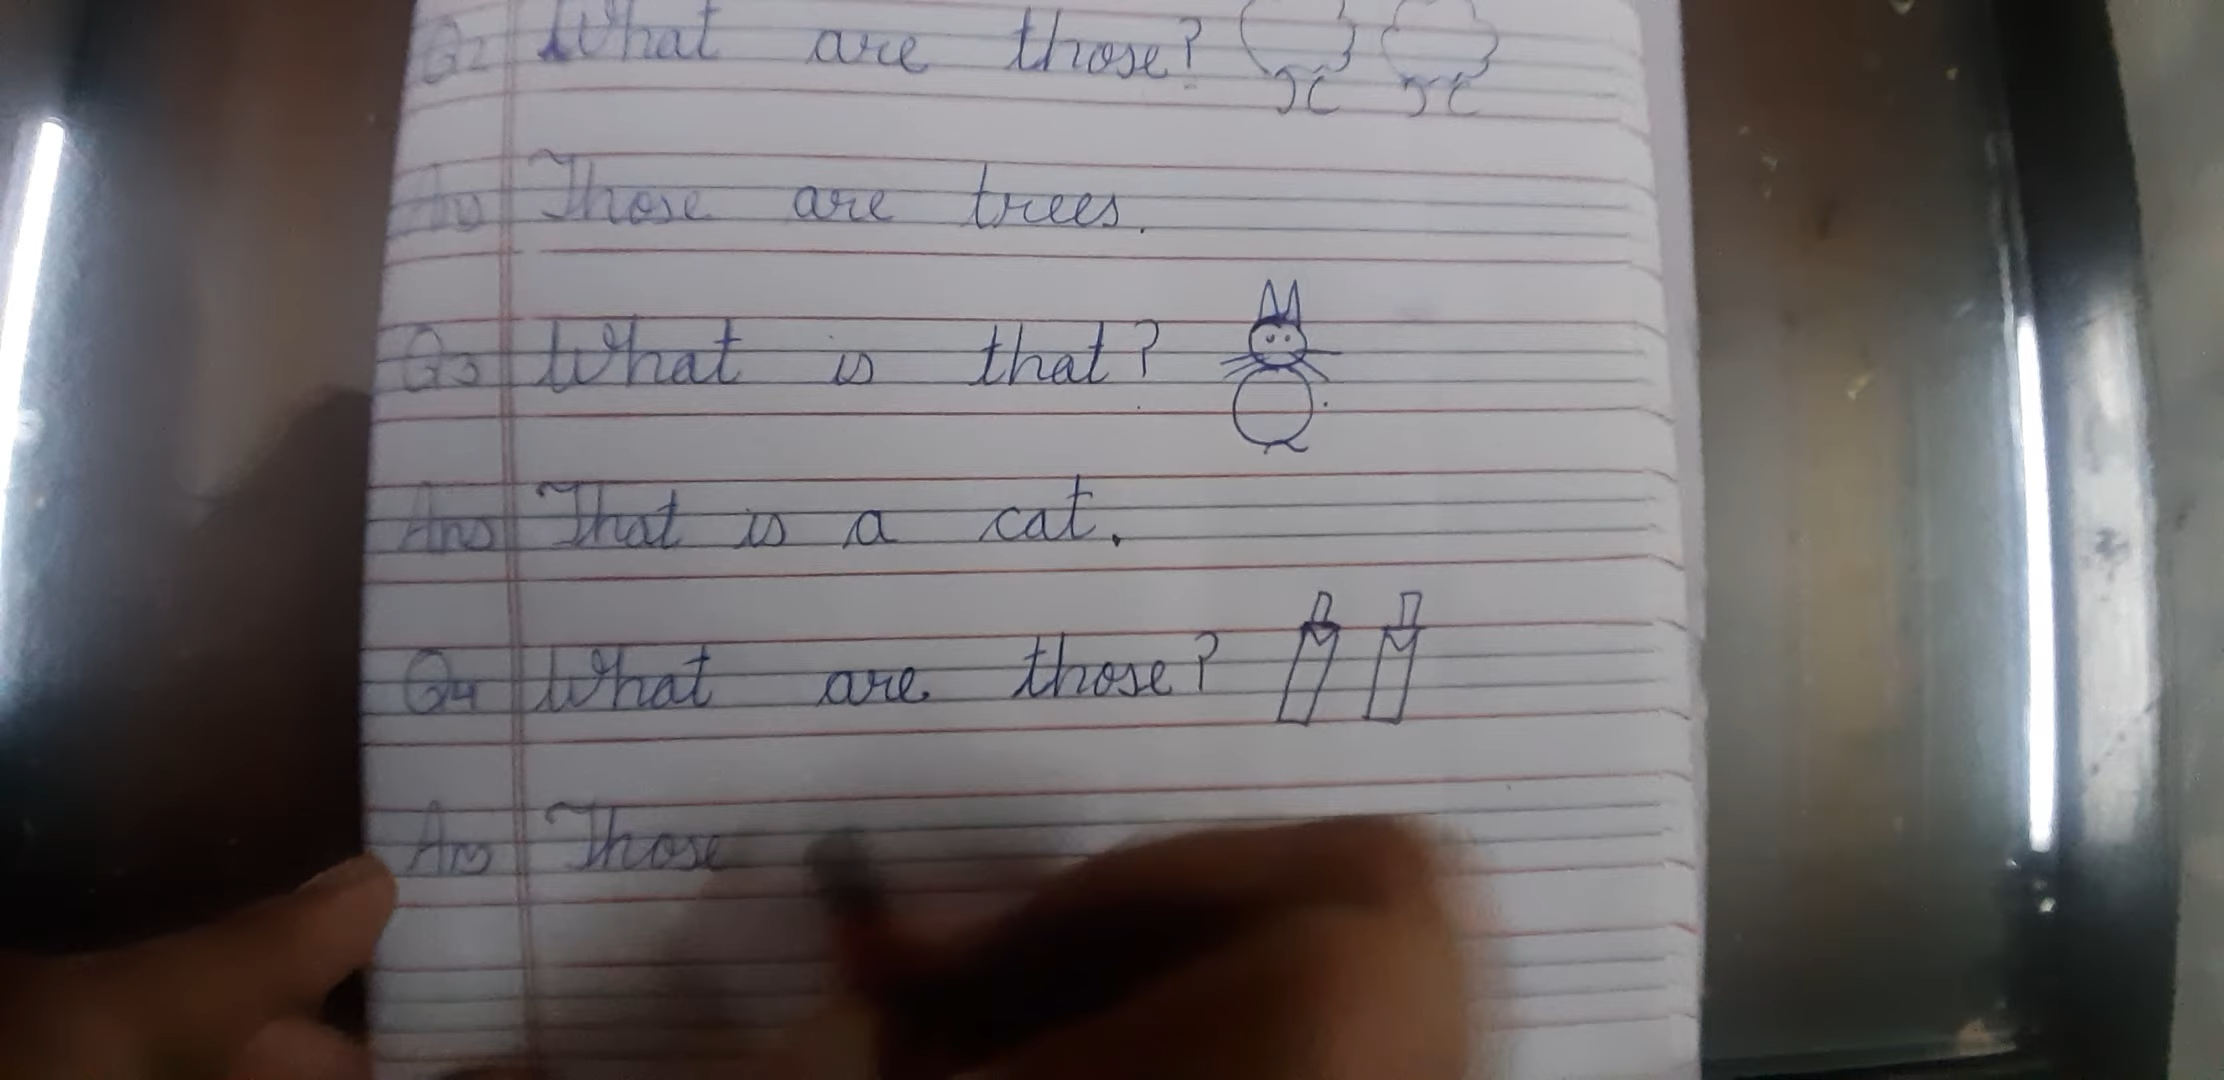 Q2 What are those?
Ans Those are trees.
Q3 What is that?
Ans That is a cat.
Q4 What are those?
Ans Those